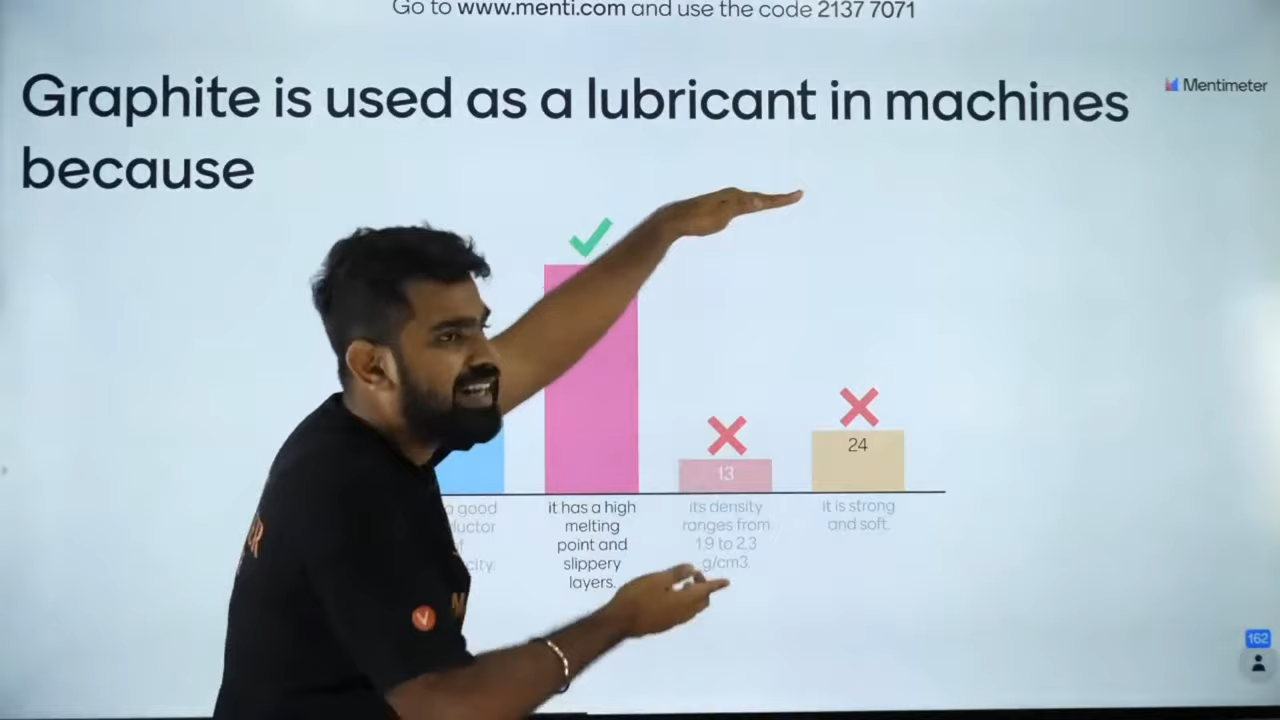 Go to www.menti.com and use the code 2137 7071
Graphite is used as a lubricant in machines
because
Mentimeter
13
24
good
it has a high
melting
point and
slippery
layers.
its density
ranges from
1.9 to 2.3
g/cm3.
it is strong
and soft.
V
162